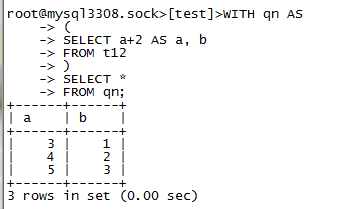 root@mysql3308.sock>[test]>WITH qn AS
    -> (
    -> SELECT a+2 AS a, b
    -> FROM t12
    -> )
    -> SELECT *
    -> FROM qn;
+------+------+
| a    | b    |
+------+------+
|    3 |    1 |
|    4 |    2 |
|    5 |    3 |
+------+------+
3 rows in set (0.00 sec)